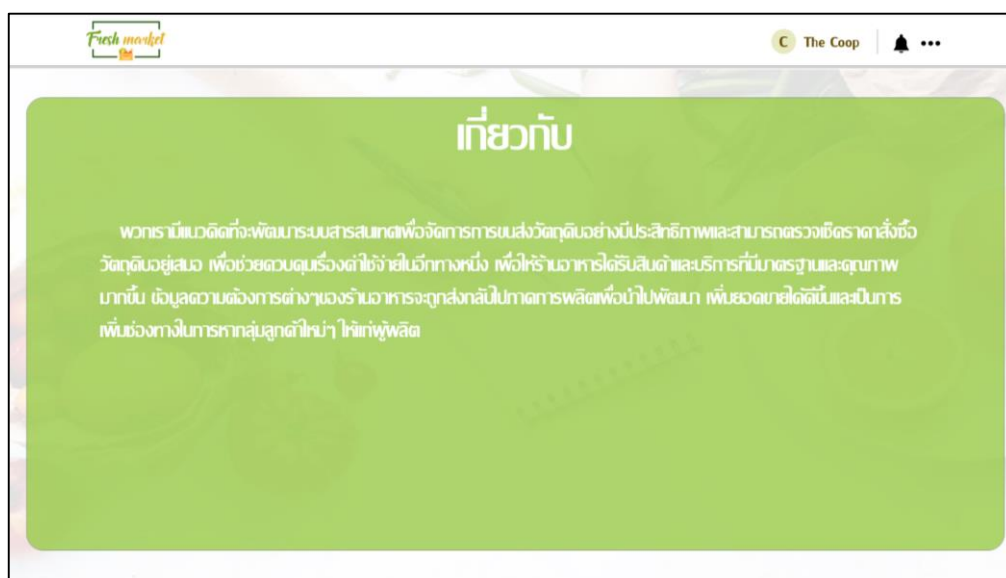 Fresh market
C The Coop
เกี่ยวกับ
พวกเรามีแนวคิดที่จะพัฒนาระบบสารสนเทศเพื่อจัดการการขนส่งวัตถุดิบอย่างมีประสิทธิภาพและสามารถตรวจเช็คราคาสั่งซื้อ
วัตถุดิบอยู่เสมอ เพื่อช่วยควบคุมเรื่องค่าใช้จ่ายในอีกทางหนึ่ง เพื่อให้ร้านอาหารได้รับสินค้าและบริการที่มีมาตรฐานและคุณภาพ
มากขึ้น ข้อมูลความต้องการต่างๆของร้านอาหารจะถูกส่งกลับไปภาคการผลิตเพื่อนำไปพัฒนา เพิ่มยอดขายได้ดีขึ้นและเป็นการ
เพิ่มช่องทางในการหากลุ่มลูกค้าใหม่ๆ ให้แก่ผู้ผลิต